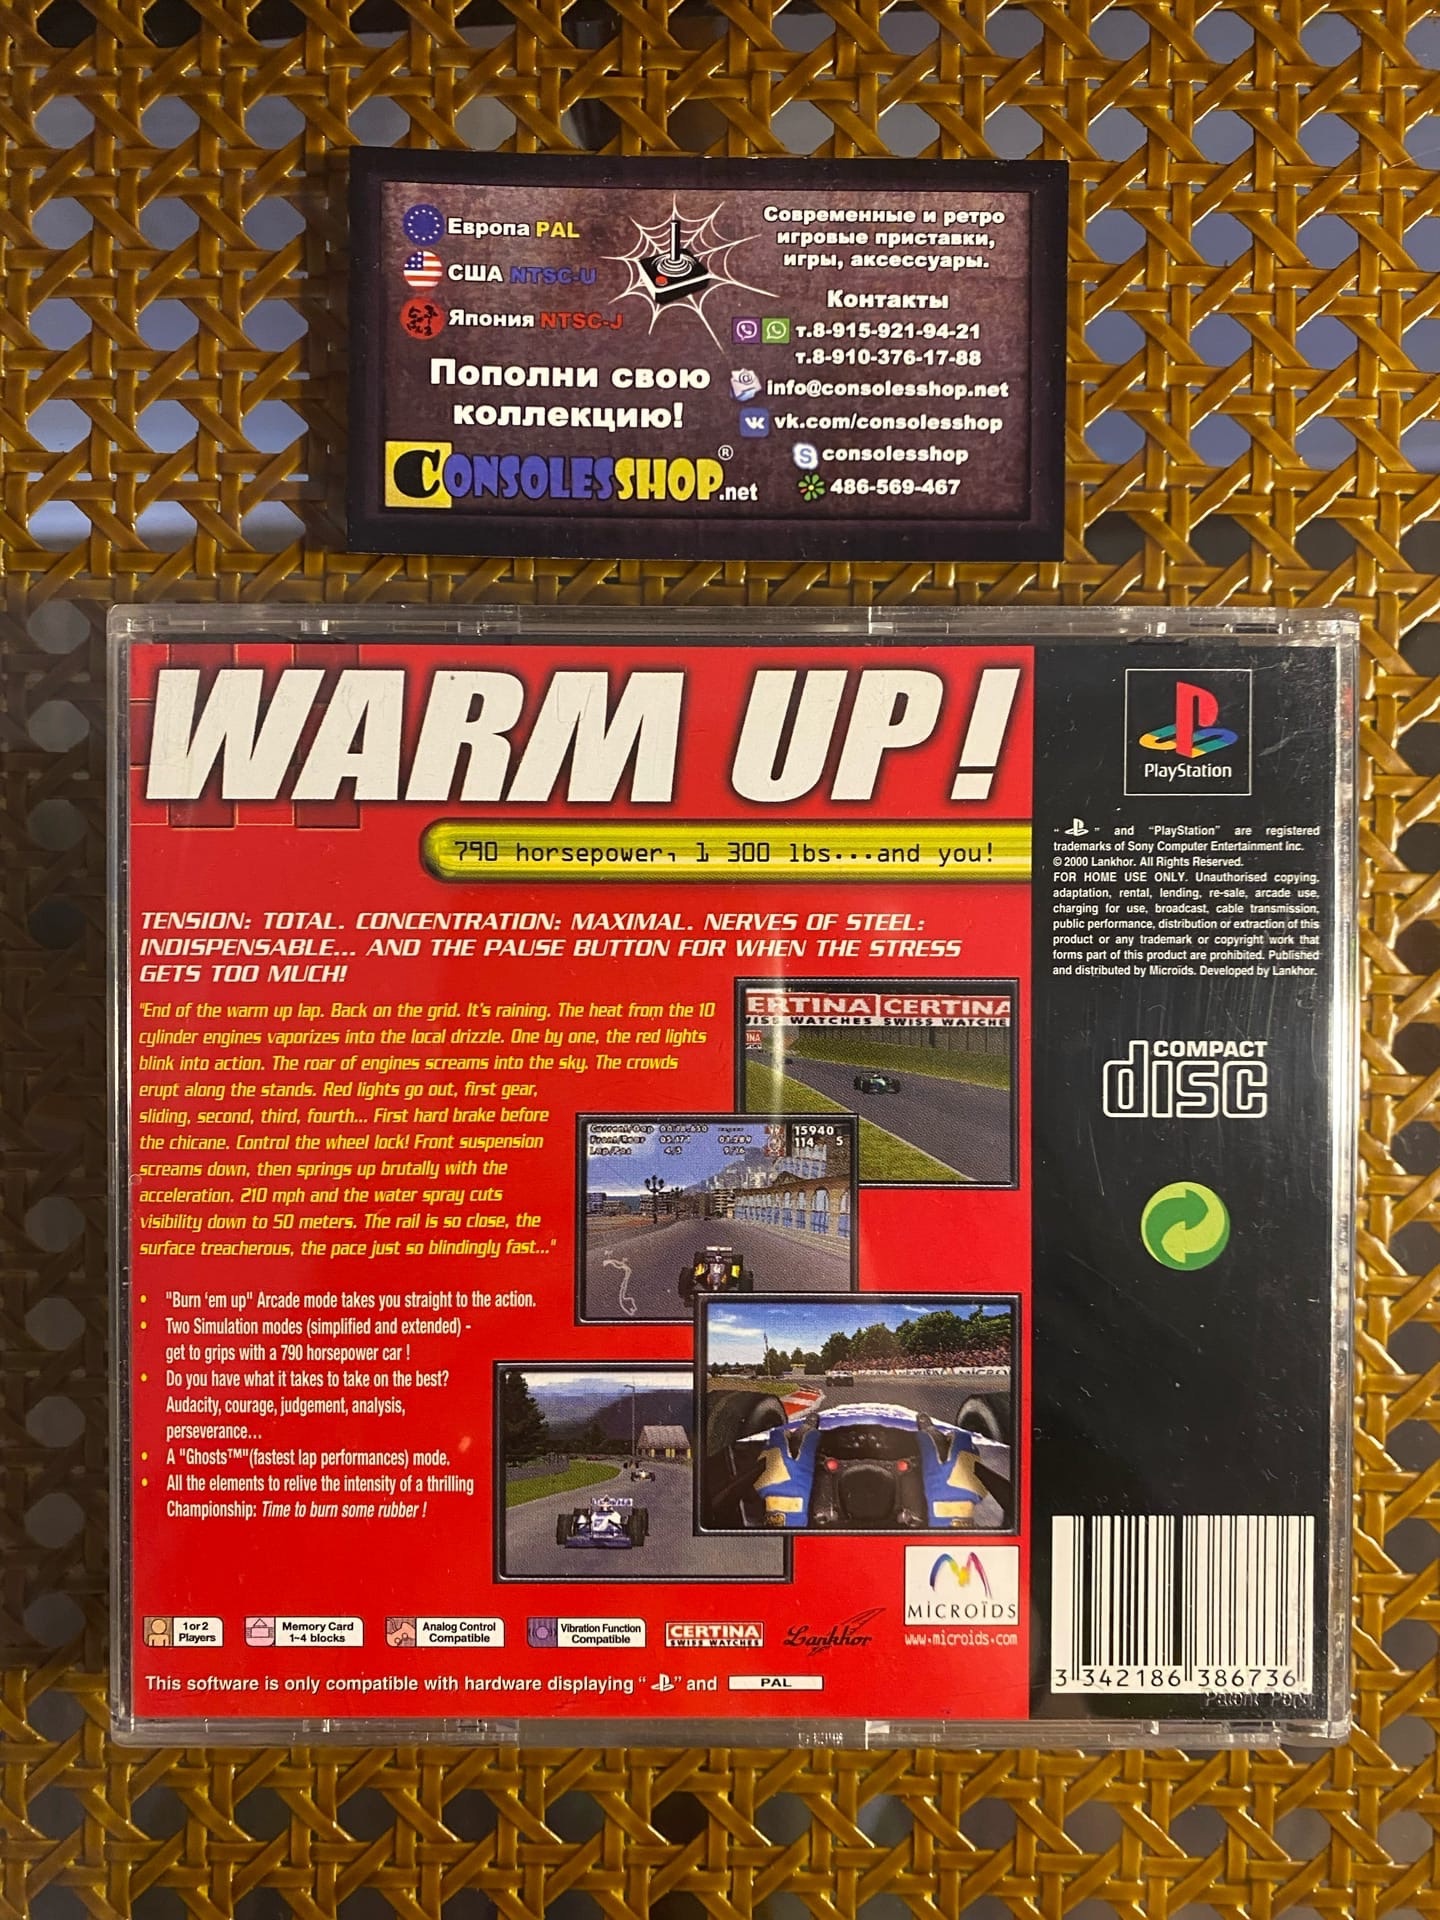 Европа PAL
США NTSC-U
Япония NTSC-J
Пополни свою
коллекцию!
CONSOLESSHOP.net
®
Современные и ретро
игровые приставки,
игры, аксессуары.
Контакты
т.8-915-921-94-21
т.8-910-376-17-88
info@consolesshop.net
vk.com/consolesshop
consolesshop
486-569-467
WARM UP!
790 horsepower, 1 300 lbs...and you!
TENSION: TOTAL. CONCENTRATION: MAXIMAL. NERVES OF STEEL:
INDISPENSABLE... AND THE PAUSE BUTTON FOR WHEN THE STRESS
GETS TOO MUCH!
"End of the warm up lap. Back on the grid. It's raining. The heat from the 10
cylinder engines vaporizes into the local drizzle. One by one, the red lights
blink into action. The roar of engines screams into the sky. The crowds
erupt along the stands. Red lights go out, first gear,
sliding, second, third, fourth... First hard brake before
the chicane. Control the wheel lock! Front suspension
screams down, then springs up brutally with the
acceleration. 210 mph and the water spray cuts
visibility down to 50 meters. The rail is so close, the
surface treacherous, the pace just so blindingly fast..."
• "Burn 'em up" Arcade mode takes you straight to the action.
• Two Simulation modes (simplified and extended) -
get to grips with a 790 horsepower car !
• Do you have what it takes to take on the best?
Audacity, courage, judgement, analysis,
perseverance...
• A "Ghosts™"(fastest lap performances) mode.
• All the elements to relive the intensity of a thrilling
Championship: Time to burn some rubber !
ERTINA CERTINA
WATCHES SWISS WATCHE
Current/Gap
Front/Rear
Lap/Pos 4/5 9/16
15940
114 5
1 or 2
Players
Memory Card
1~4 blocks
Analog Control
Compatible
Vibration Function
Compatible
CERTINA
SWISS WATCHES
Lankhor
MICROÏDS
www.microids.com
This software is only compatible with hardware displaying " " and PAL
PlayStation
" " and "PlayStation" are registered
trademarks of Sony Computer Entertainment Inc.
© 2000 Lankhor. All Rights Reserved.
FOR HOME USE ONLY. Unauthorised copying,
adaptation, rental, lending, re-sale, arcade use,
charging for use, broadcast, cable transmission,
public performance, distribution or extraction of this
product or any trademark or copyright work that
forms part of this product are prohibited. Published
and distributed by Microïds. Developed by Lankhor.
COMPACT
disc
3 342186 386736